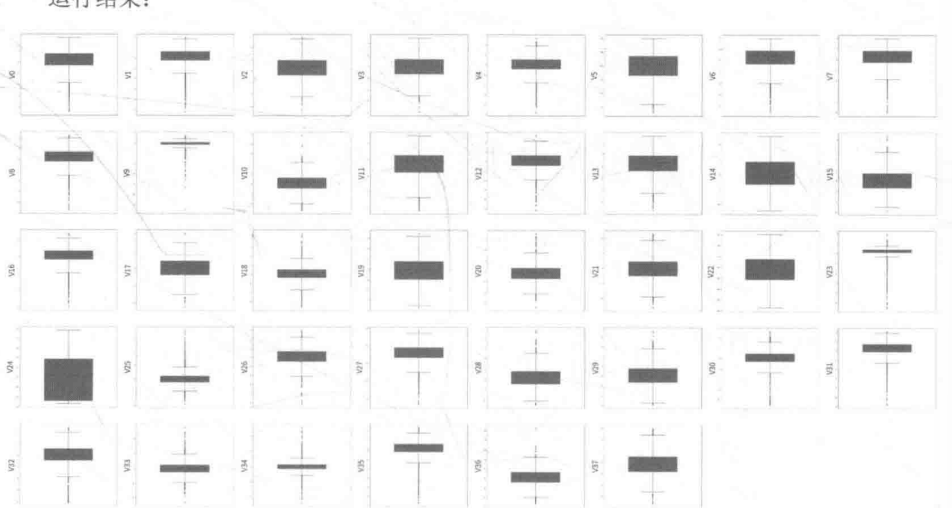 运行结果：
V0 V1 V2 V3 V4 V5 V6 V7
V8 V9 V10 V11 V12 V13 V14 V15
V16 V17 V18 V19 V20 V21 V22 V23
V24 V25 V26 V27 V28 V29 V30 V31
V32 V33 V34 V35 V36 V37